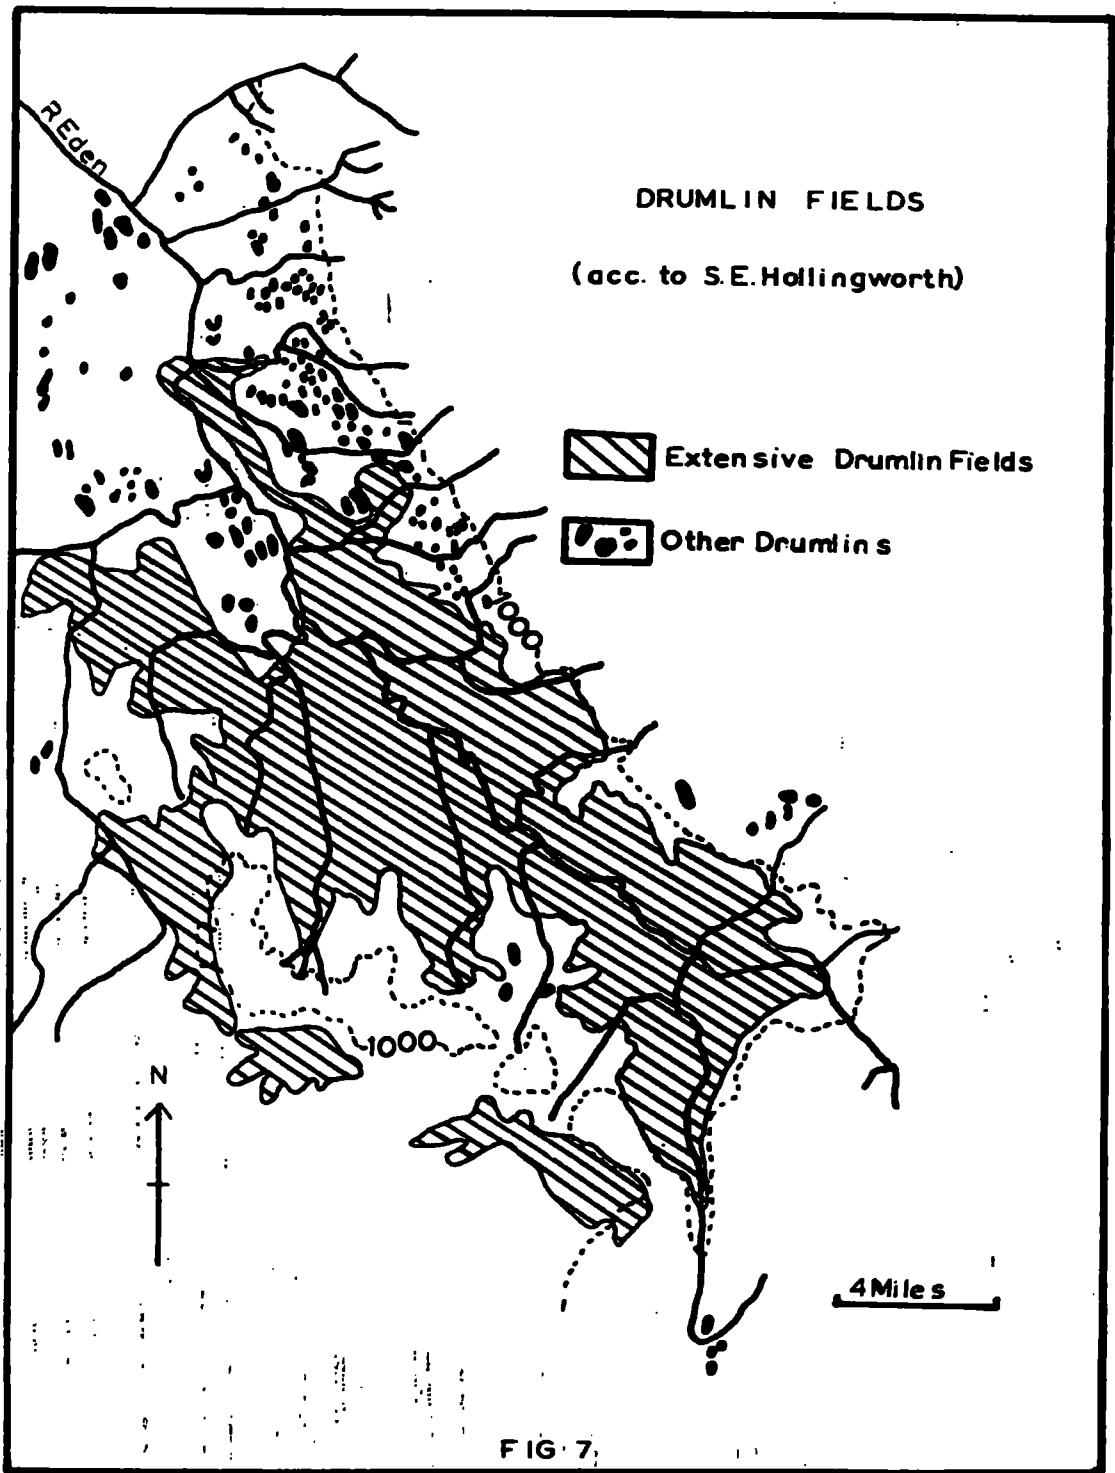 R Eden
DRUMLIN FIELDS
(acc. to S.E. Hollingworth)
Extensive Drumlin Fields
Other Drumlins
1000
1000
N
4 Miles
FIG 7